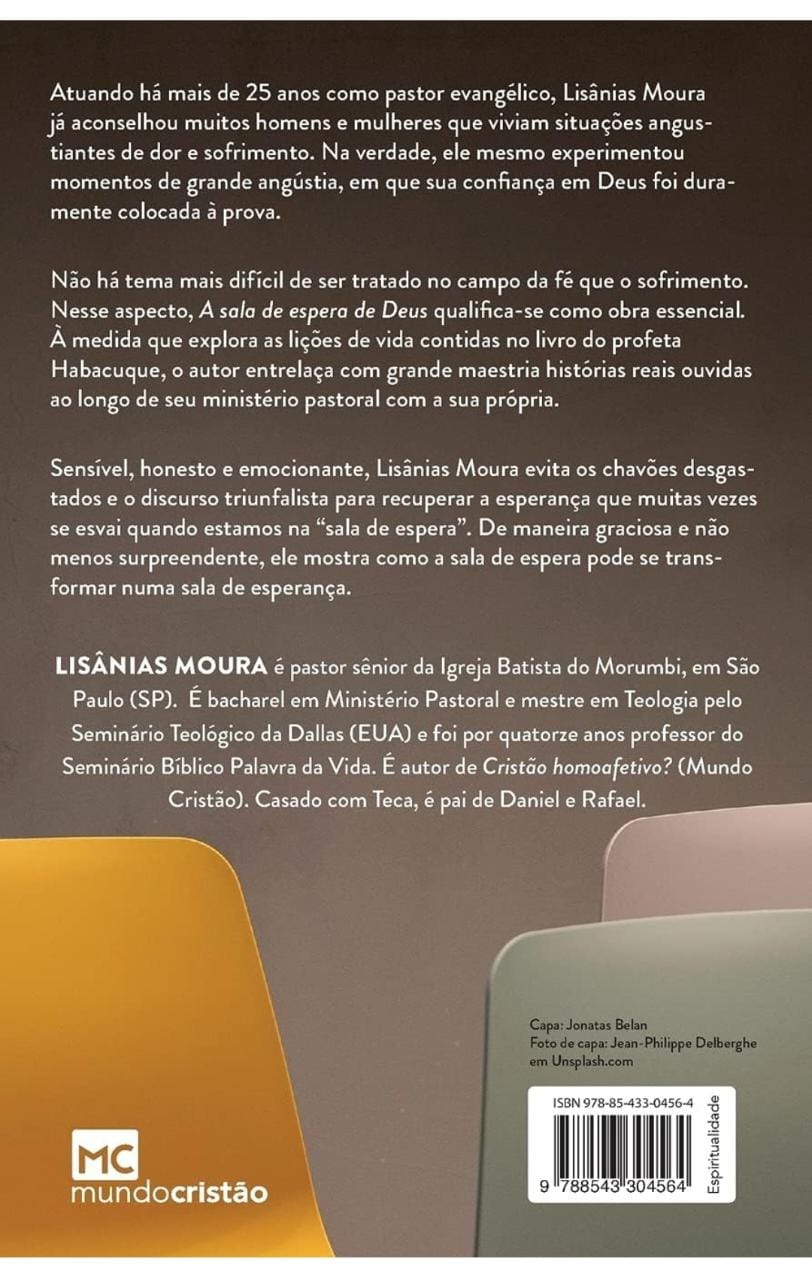 Atuando há mais de 25 anos como pastor evangélico, Lisânias Moura
já aconselhou muitos homens e mulheres que viviam situações angus-
tiantes de dor e sofrimento. Na verdade, ele mesmo experimentou
momentos de grande angústia, em que sua confiança em Deus foi dura-
mente colocada à prova.
Não há tema mais difícil de ser tratado no campo da fé que o sofrimento.
Nesse aspecto, A sala de espera de Deus qualifica-se como obra essencial.
À medida que explora as lições de vida contidas no livro do profeta
Habacuque, o autor entrelaça com grande maestria histórias reais ouvidas
ao longo de seu ministério pastoral com a sua própria.
Sensível, honesto e emocionante, Lisânias Moura evita os chavões desgas-
tados e o discurso triunfalista para recuperar a esperança que muitas vezes
se esvai quando estamos na “sala de espera”. De maneira graciosa e não
menos surpreendente, ele mostra como a sala de espera pode se trans-
formar numa sala de esperança.
LISÂNIAS MOURA é pastor sênior da Igreja Batista do Morumbi, em São
Paulo (SP). É bacharel em Ministério Pastoral e mestre em Teologia pelo
Seminário Teológico da Dallas (EUA) e foi por quatorze anos professor do
Seminário Bíblico Palavra da Vida. É autor de Cristão homoafetivo? (Mundo
Cristão). Casado com Teca, é pai de Daniel e Rafael.
Capa: Jonatas Belan
Foto de capa: Jean-Philippe Delberghe
em Unsplash.com
ISBN 978-85-433-0456-4
9 788543 304564
Espiritualidade
MC
mundocristão